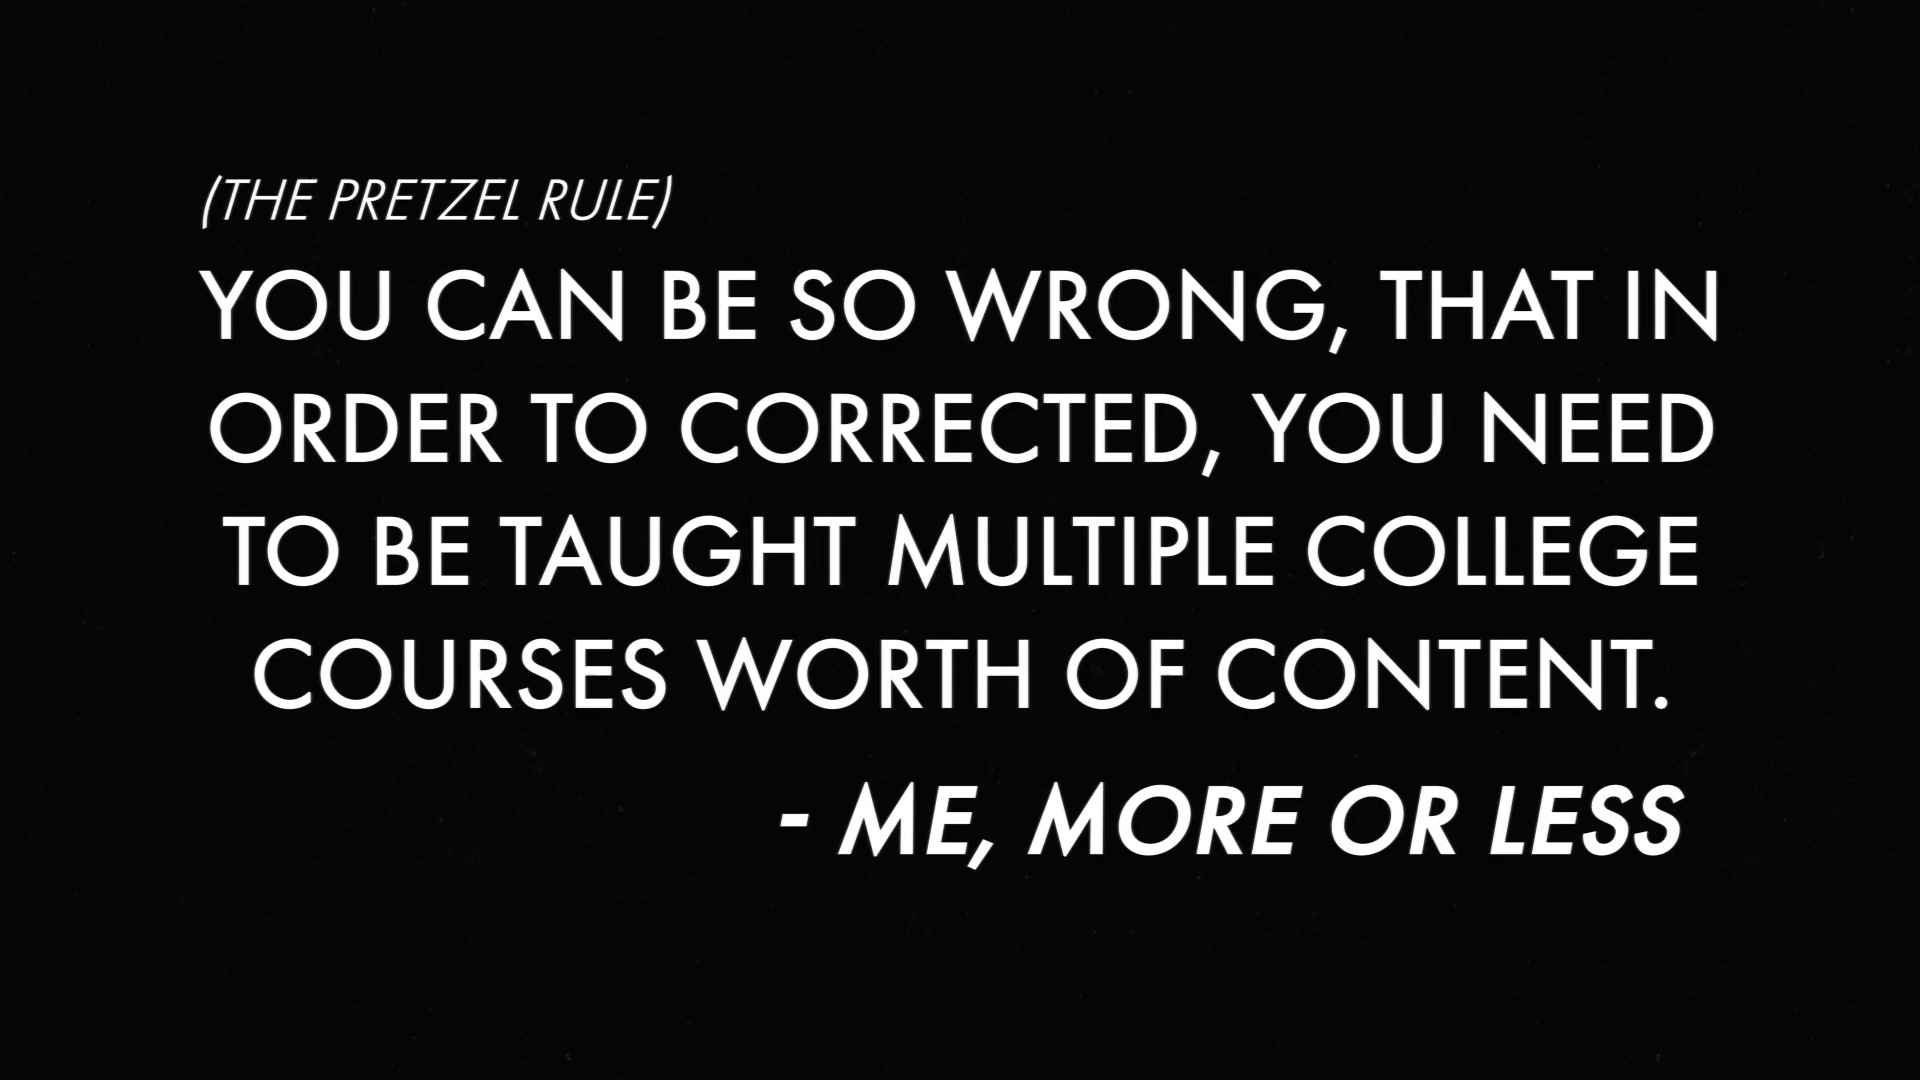 (THE PRETZEL RULE)
YOU CAN BE SO WRONG, THAT IN
ORDER TO CORRECTED, YOU NEED
TO BE TAUGHT MULTIPLE COLLEGE
COURSES WORTH OF CONTENT.
- ME, MORE OR LESS